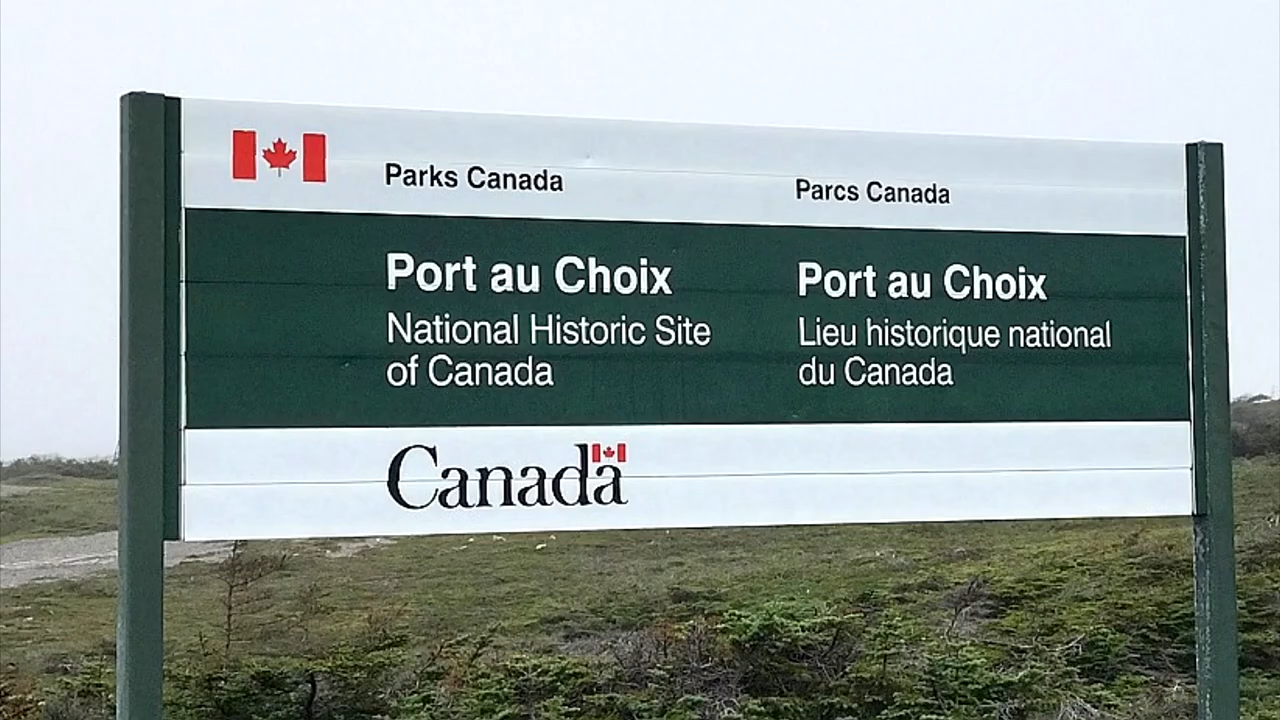 Parks Canada
Parcs Canada
Port au Choix
National Historic Site
of Canada
Port au Choix
Lieu historique national
du Canada
Canada